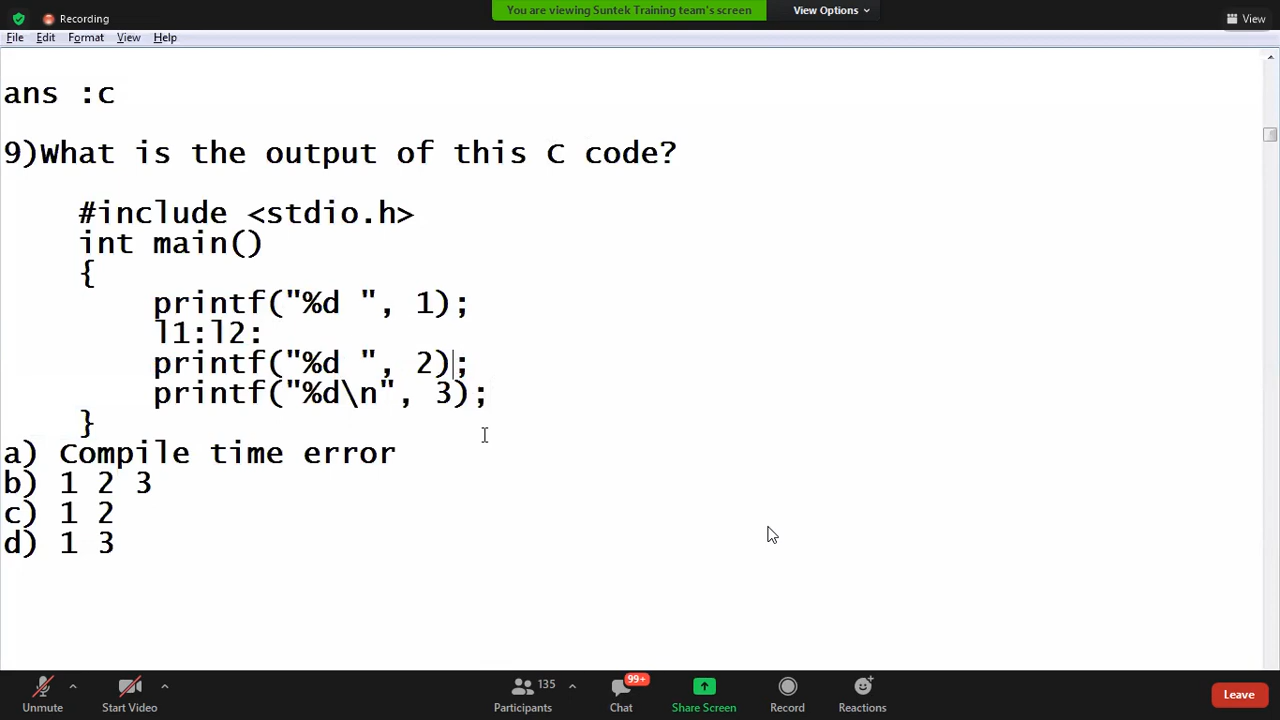 You are viewing Suntek Training team's screen
View Options
Recording
View
File Edit Format View Help
ans :c
9)What is the output of this C code?
#include <stdio.h>
int main()
{
printf("%d ", 1);
l1:l2:
printf("%d ", 2);
printf("%d\n", 3);
}
a) Compile time error
b) 1 2 3
c) 1 2
d) 1 3
135
99+
Unmute
Start Video
Participants
Chat
Share Screen
Record
Reactions
Leave